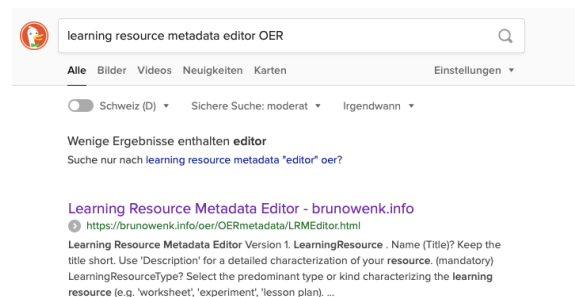 learning resource metadata editor OER
Alle Bilder Videos Neuigkeiten Karten Einstellungen
Schweiz (D) Sichere Suche: moderat Irgendwann
Wenige Ergebnisse enthalten editor
Suche nur nach learning resource metadata "editor" oer?
Learning Resource Metadata Editor - brunowenk.info
https://brunowenk.info/oer/OERmetadata/LRMEditor.html
Learning Resource Metadata Editor Version 1. LearningResource . Name (Title)? Keep the
title short. Use 'Description' for a detailed characterization of your resource. (mandatory)
LearningResourceType? Select the predominant type or kind characterizing the learning
resource (e.g. 'worksheet', 'experiment', 'lesson plan). ...